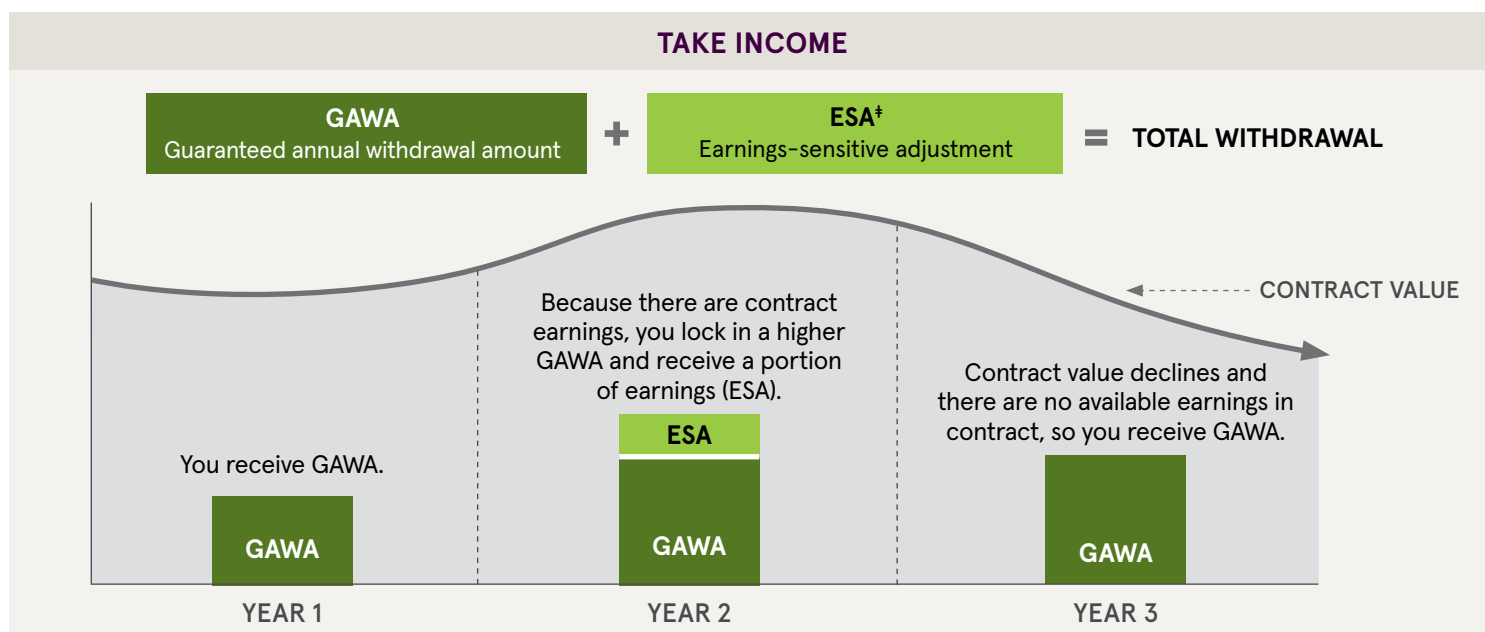 TAKE INCOME
GAWA
Guaranteed annual withdrawal amount
+
ESA‡
Earnings-sensitive adjustment
=
TOTAL WITHDRAWAL
CONTRACT VALUE
You receive GAWA.
GAWA
YEAR 1
Because there are contract
earnings, you lock in a higher
GAWA and receive a portion
of earnings (ESA).
ESA
GAWA
YEAR 2
Contract value declines and
there are no available earnings in
contract, so you receive GAWA.
GAWA
YEAR 3